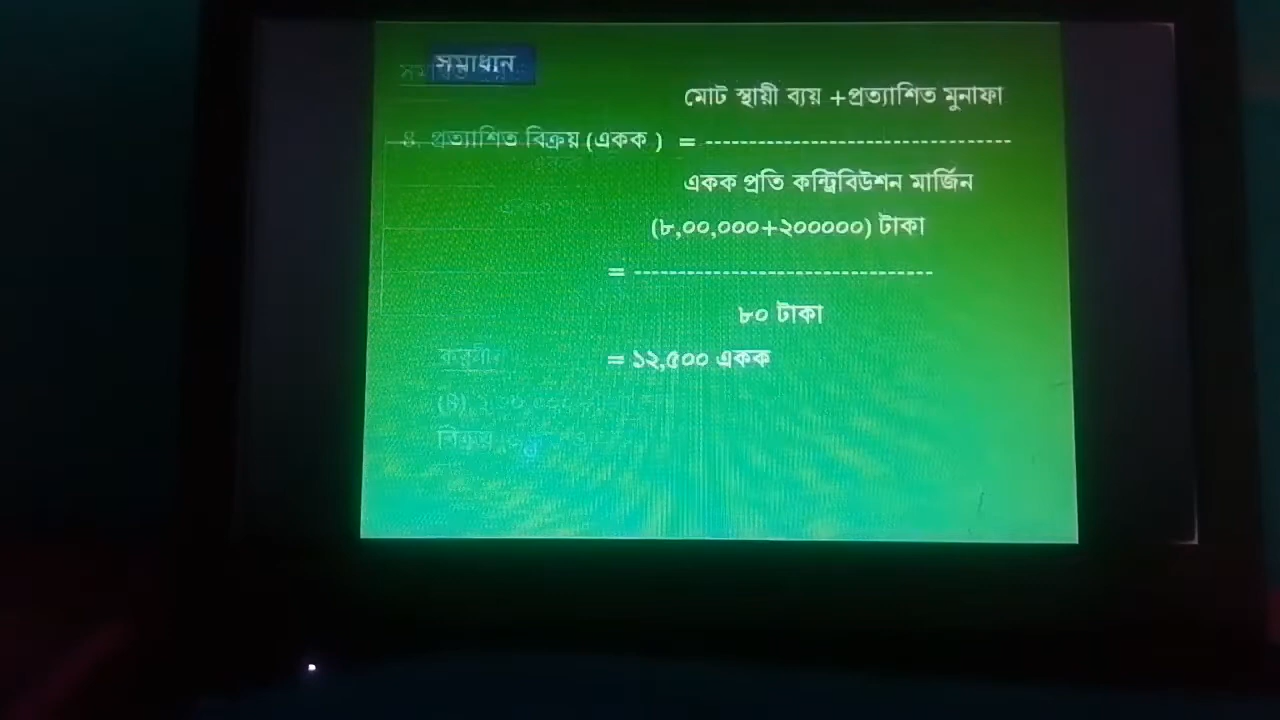 সমাধান
মোট স্থায়ী ব্যয় +প্রত্যাশিত মুনাফা
৪. প্রত্যাশিত বিক্রয় (একক ) = -------------------------------
একক প্রতি কন্ট্রিবিউশন মার্জিন
(৮,০০,০০০+২০০০০০) টাকা
= ------------------------------
৮০ টাকা
= ১২,৫০০ একক